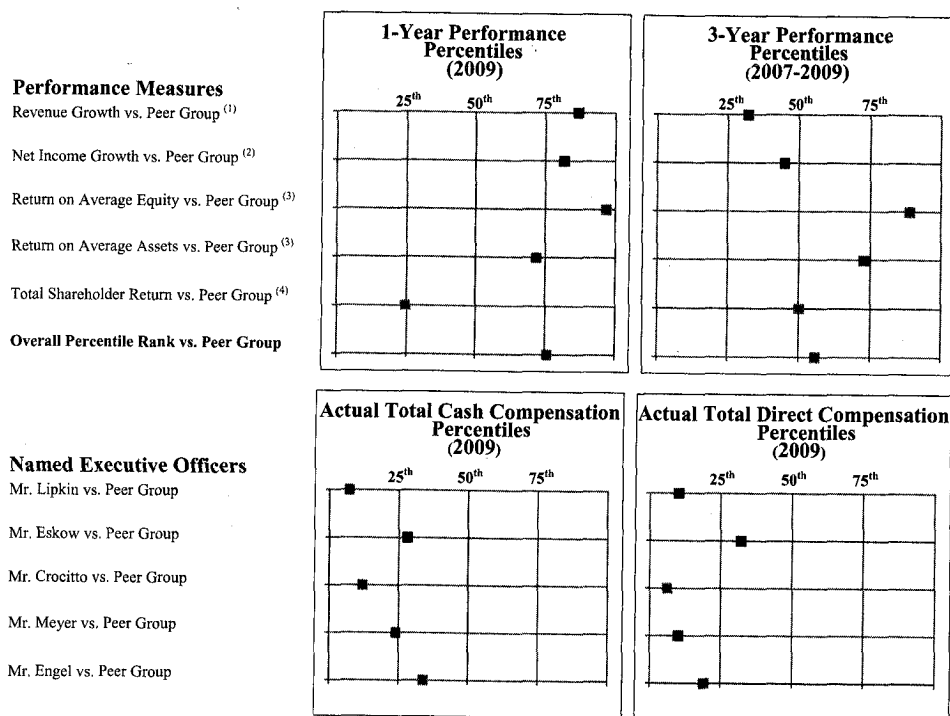 1-Year Performance
Percentiles
(2009)
3-Year Performance
Percentiles
(2007-2009)
Performance Measures
25th 50th 75th
25th 50th 75th
Revenue Growth vs. Peer Group (1)
Net Income Growth vs. Peer Group (2)
Return on Average Equity vs. Peer Group (3)
Return on Average Assets vs. Peer Group (3)
Total Shareholder Return vs. Peer Group (4)
Overall Percentile Rank vs. Peer Group
Actual Total Cash Compensation
Percentiles
(2009)
Actual Total Direct Compensation
Percentiles
(2009)
Named Executive Officers
25th 50th 75th
25th 50th 75th
Mr. Lipkin vs. Peer Group
Mr. Eskow vs. Peer Group
Mr. Crocitto vs. Peer Group
Mr. Meyer vs. Peer Group
Mr. Engel vs. Peer Group